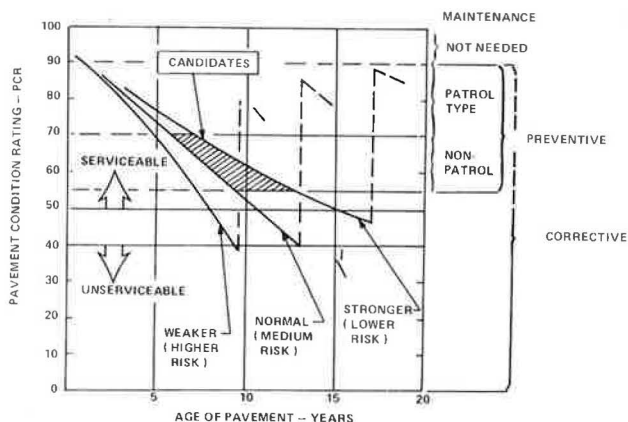 MAINTENANCE
NOT NEEDED
PATROL
TYPE
NON-
PATROL
PREVENTIVE
CORRECTIVE
PAVEMENT CONDITION RATING – PCR
100
90
80
70
60
50
40
30
20
10
0
CANDIDATES
SERVICEABLE
UNSERVICEABLE
WEAKER
(HIGHER
RISK)
NORMAL
(MEDIUM
RISK)
STRONGER
(LOWER
RISK)
5
10
15
20
AGE OF PAVEMENT – YEARS